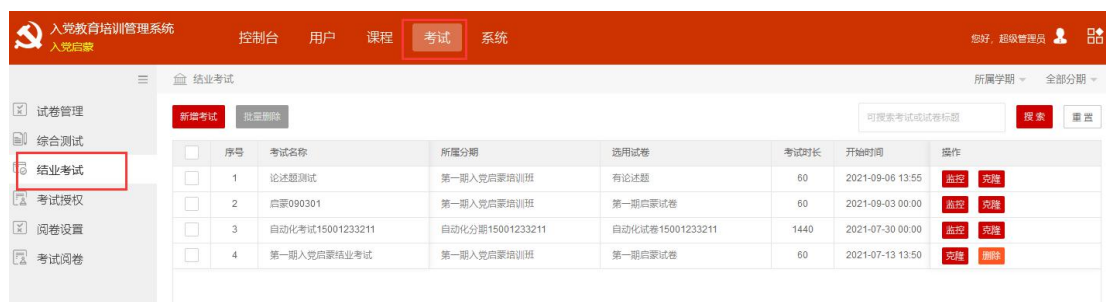 入党教育培训管理系统
入党启蒙
控制台 用户 课程 考试 系统
您好，超级管理员
结业考试
所属学期 全部分期
试卷管理
综合测试
结业考试
考试授权
阅卷设置
考试阅卷
新增考试 批量删除
可搜索考试或试卷标题 搜索 重置
序号 考试名称 所属分期 选用试卷 考试时长 开始时间 操作
1 论述题测试 第一期入党启蒙培训班 有论述题 60 2021-09-06 13:55 监控 克隆
2 启蒙090301 第一期入党启蒙培训班 第一期启蒙试卷 60 2021-09-03 00:00 监控 克隆
3 自动化考试15001233211 自动化分期15001233211 自动化试卷15001233211 1440 2021-07-30 00:00 监控 克隆
4 第一期入党启蒙结业考试 第一期入党启蒙培训班 第一期启蒙试卷 60 2021-07-13 13:50 克隆 删除